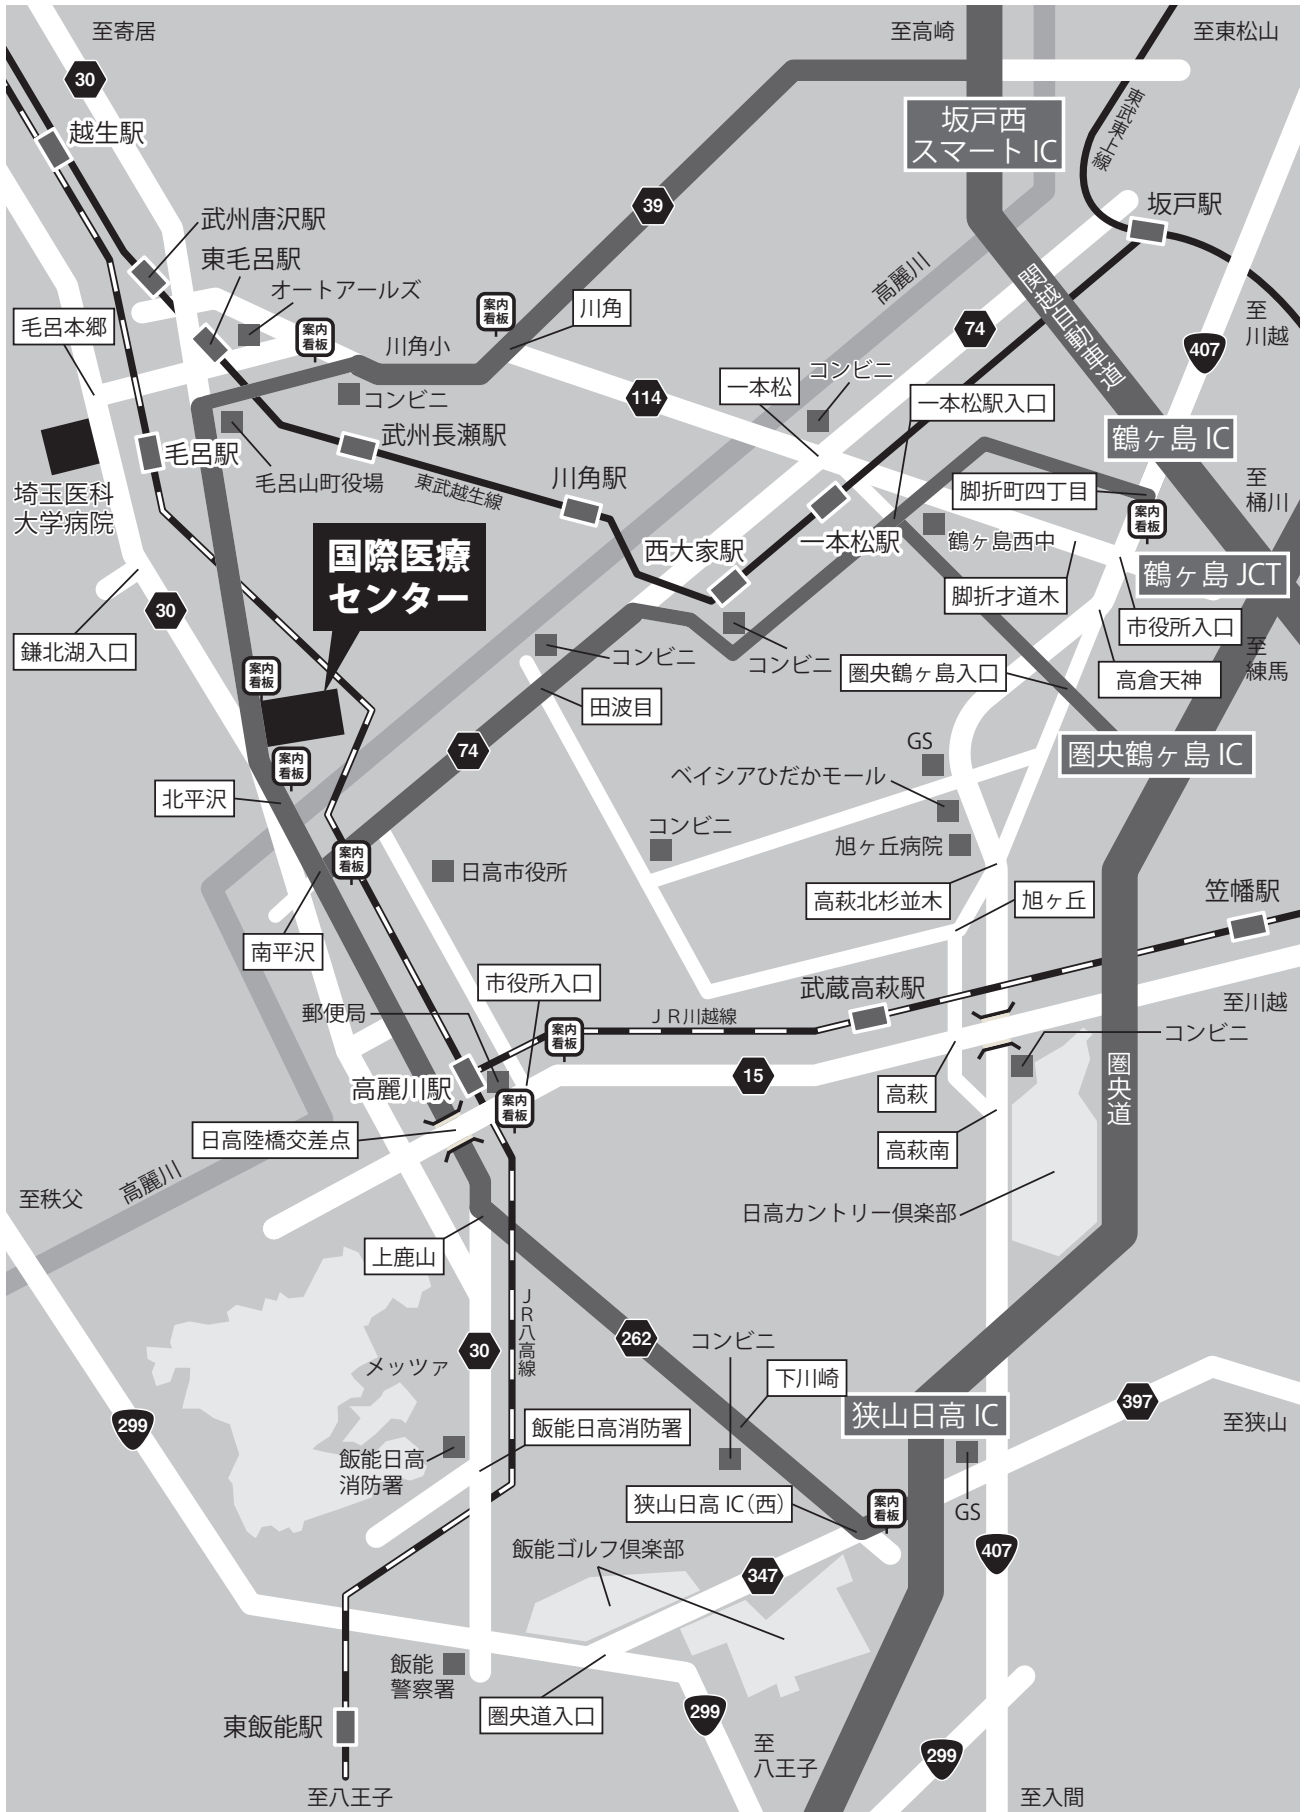 至寄居
至高崎
至東松山
30
越生駅
坂戸西
スマート IC
東武東上線
39
坂戸駅
武州唐沢駅
東毛呂駅
オートアールズ
高麗川
関越自動車道
案内
看板
川角
案内
看板
毛呂本郷
川角小
74
至
川越
407
コンビニ
一本松
コンビニ
114
一本松駅入口
鶴ヶ島 IC
毛呂駅
武州長瀬駅
毛呂山町役場
東武越生線
川角駅
脚折町四丁目
至
桶川
埼玉医科
大学病院
案内
看板
国際医療
センター
西大家駅
一本松駅
鶴ヶ島西中
鶴ヶ島 JCT
30
脚折才道木
市役所入口
鎌北湖入口
コンビニ
コンビニ
圏央鶴ヶ島入口
高倉天神
至
練馬
案内
看板
田波目
74
GS
圏央鶴ヶ島 IC
案内
看板
ベイシアひだかモール
北平沢
コンビニ
旭ヶ丘病院
案内
看板
日高市役所
高萩北杉並木
旭ヶ丘
笠幡駅
南平沢
市役所入口
武蔵高萩駅
郵便局
ＪＲ川越線
至川越
案内
看板
コンビニ
15
高麗川駅
高萩
圏央道
案内
看板
日高陸橋交差点
高萩南
高麗川
至秩父
日高カントリー倶楽部
上鹿山
ＪＲ八高線
262
30
コンビニ
メッツァ
下川崎
狭山日高 IC
397
299
飯能日高消防署
至狭山
飯能日高
消防署
狭山日高 IC（西）
案内
看板
GS
飯能ゴルフ倶楽部
407
347
飯能
警察署
圏央道入口
299
東飯能駅
至
八王子
299
至八王子
至入間